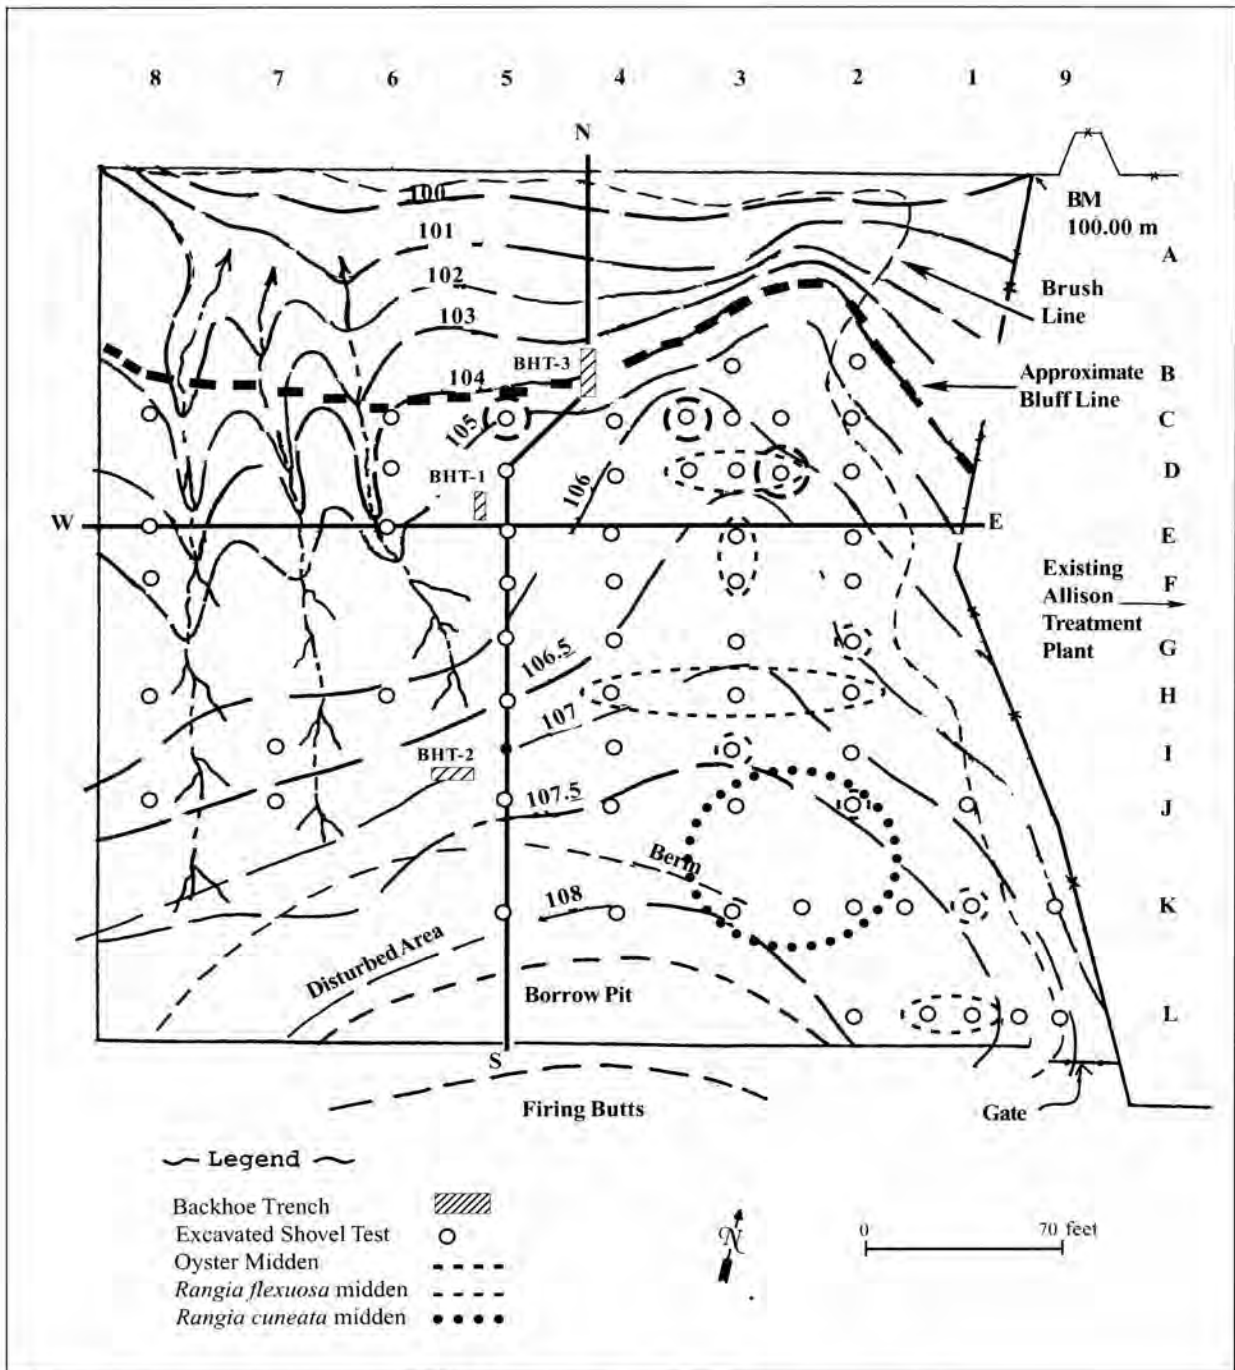 8 7 6 5 4 3 2 1 9
N
BM
100.00 m
100
101
A
102
Brush
Line
103
BHT-3
104
Approximate
Bluff Line
B
105
C
BHT-1
106
D
W
E
E
Existing
Allison
Treatment
Plant
F
G
106.5
H
107
BHT-2
I
107.5
J
Berm
108
K
Disturbed Area
Borrow Pit
L
S
Firing Butts
Gate
Legend
Backhoe Trench
Excavated Shovel Test
Oyster Midden
Rangia flexuosa midden
Rangia cuneata midden
N
0 70 feet